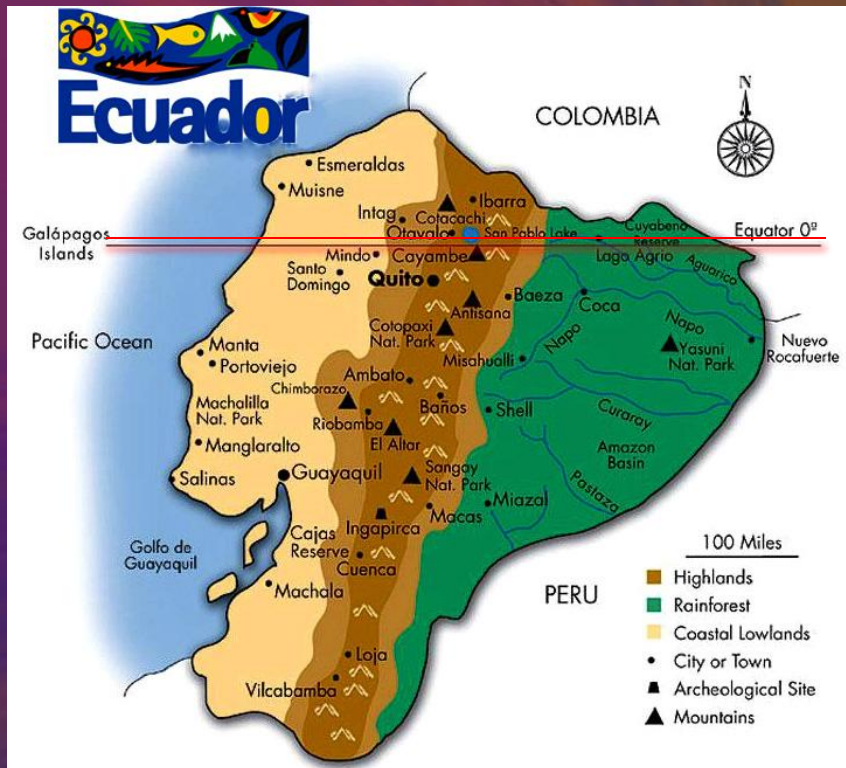 Ecuador
COLOMBIA
N
Esmeraldas
Muisne
Ibarra
Intag
Cotacachi
Otavalo
San Pablo Lake
Cuyabeno
Reserve
Equator 0º
Galápagos
Islands
Mindo
Cayambe
Lago Agrio
Aguarico
Santo
Domingo
Quito
Baeza
Coca
Antisana
Cotopaxi
Nat. Park
Napo
Napo
Pacific Ocean
Manta
Portoviejo
Misahualli
Yasuni
Nat. Park
Nuevo
Rocafuerte
Ambato
Chimborazo
Baños
Machalilla
Nat. Park
Riobamba
Shell
Curaray
El Altar
Manglaralto
Amazon
Basin
Salinas
Guayaquil
Sangay
Nat. Park
Pastaza
Miazal
Macas
Ingapirca
Cajas
Reserve
Golfo de
Guayaquil
Cuenca
Machala
PERU
Loja
Vilcabamba
100 Miles
Highlands
Rainforest
Coastal Lowlands
City or Town
Archeological Site
Mountains